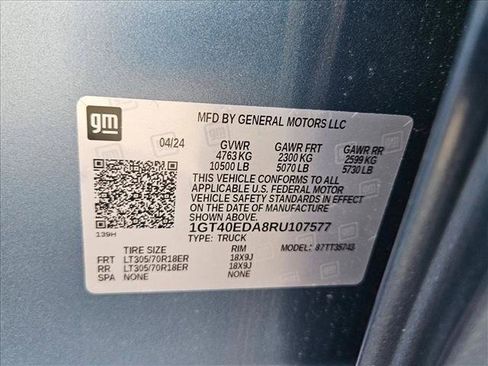 gm
MFD BY GENERAL MOTORS LLC
04/24 GVWR GAWR FRT GAWR RR
4763 KG 2300 KG 2599 KG
10500 LB 5070 LB 5730 LB
THIS VEHICLE CONFORMS TO ALL
APPLICABLE U.S. FEDERAL MOTOR
VEHICLE SAFETY STANDARDS IN EFFECT
ON THE DATE OF MANUFACTURE SHOWN ABOVE.
1GT40EDA8RU107577
139H TYPE: TRUCK MODEL:
TIRE SIZE RIM
FRT LT305/70R18ER 18X9J
RR LT305/70R18ER 18X9J
SPA NONE NONE